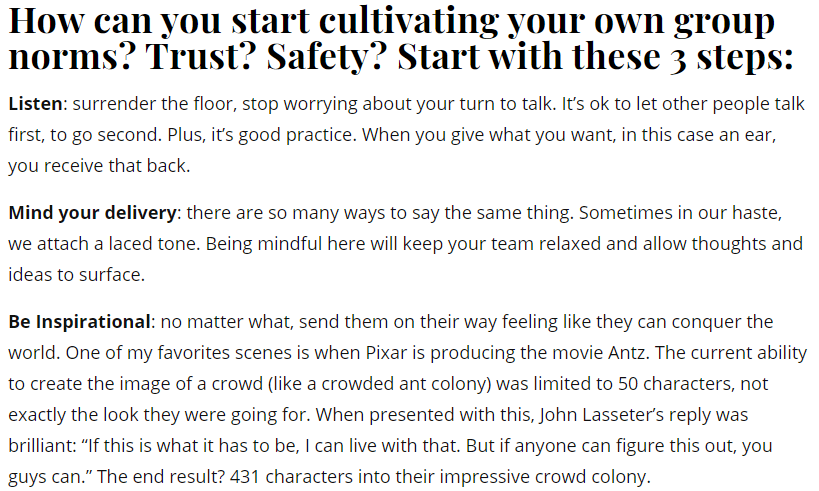 How can you start cultivating your own group
norms? Trust? Safety? Start with these 3 steps:
Listen: surrender the floor, stop worrying about your turn to talk. It’s ok to let other people talk
first, to go second. Plus, it’s good practice. When you give what you want, in this case an ear,
you receive that back.
Mind your delivery: there are so many ways to say the same thing. Sometimes in our haste,
we attach a laced tone. Being mindful here will keep your team relaxed and allow thoughts and
ideas to surface.
Be Inspirational: no matter what, send them on their way feeling like they can conquer the
world. One of my favorites scenes is when Pixar is producing the movie Antz. The current ability
to create the image of a crowd (like a crowded ant colony) was limited to 50 characters, not
exactly the look they were going for. When presented with this, John Lasseter’s reply was
brilliant: “If this is what it has to be, I can live with that. But if anyone can figure this out, you
guys can.” The end result? 431 characters into their impressive crowd colony.